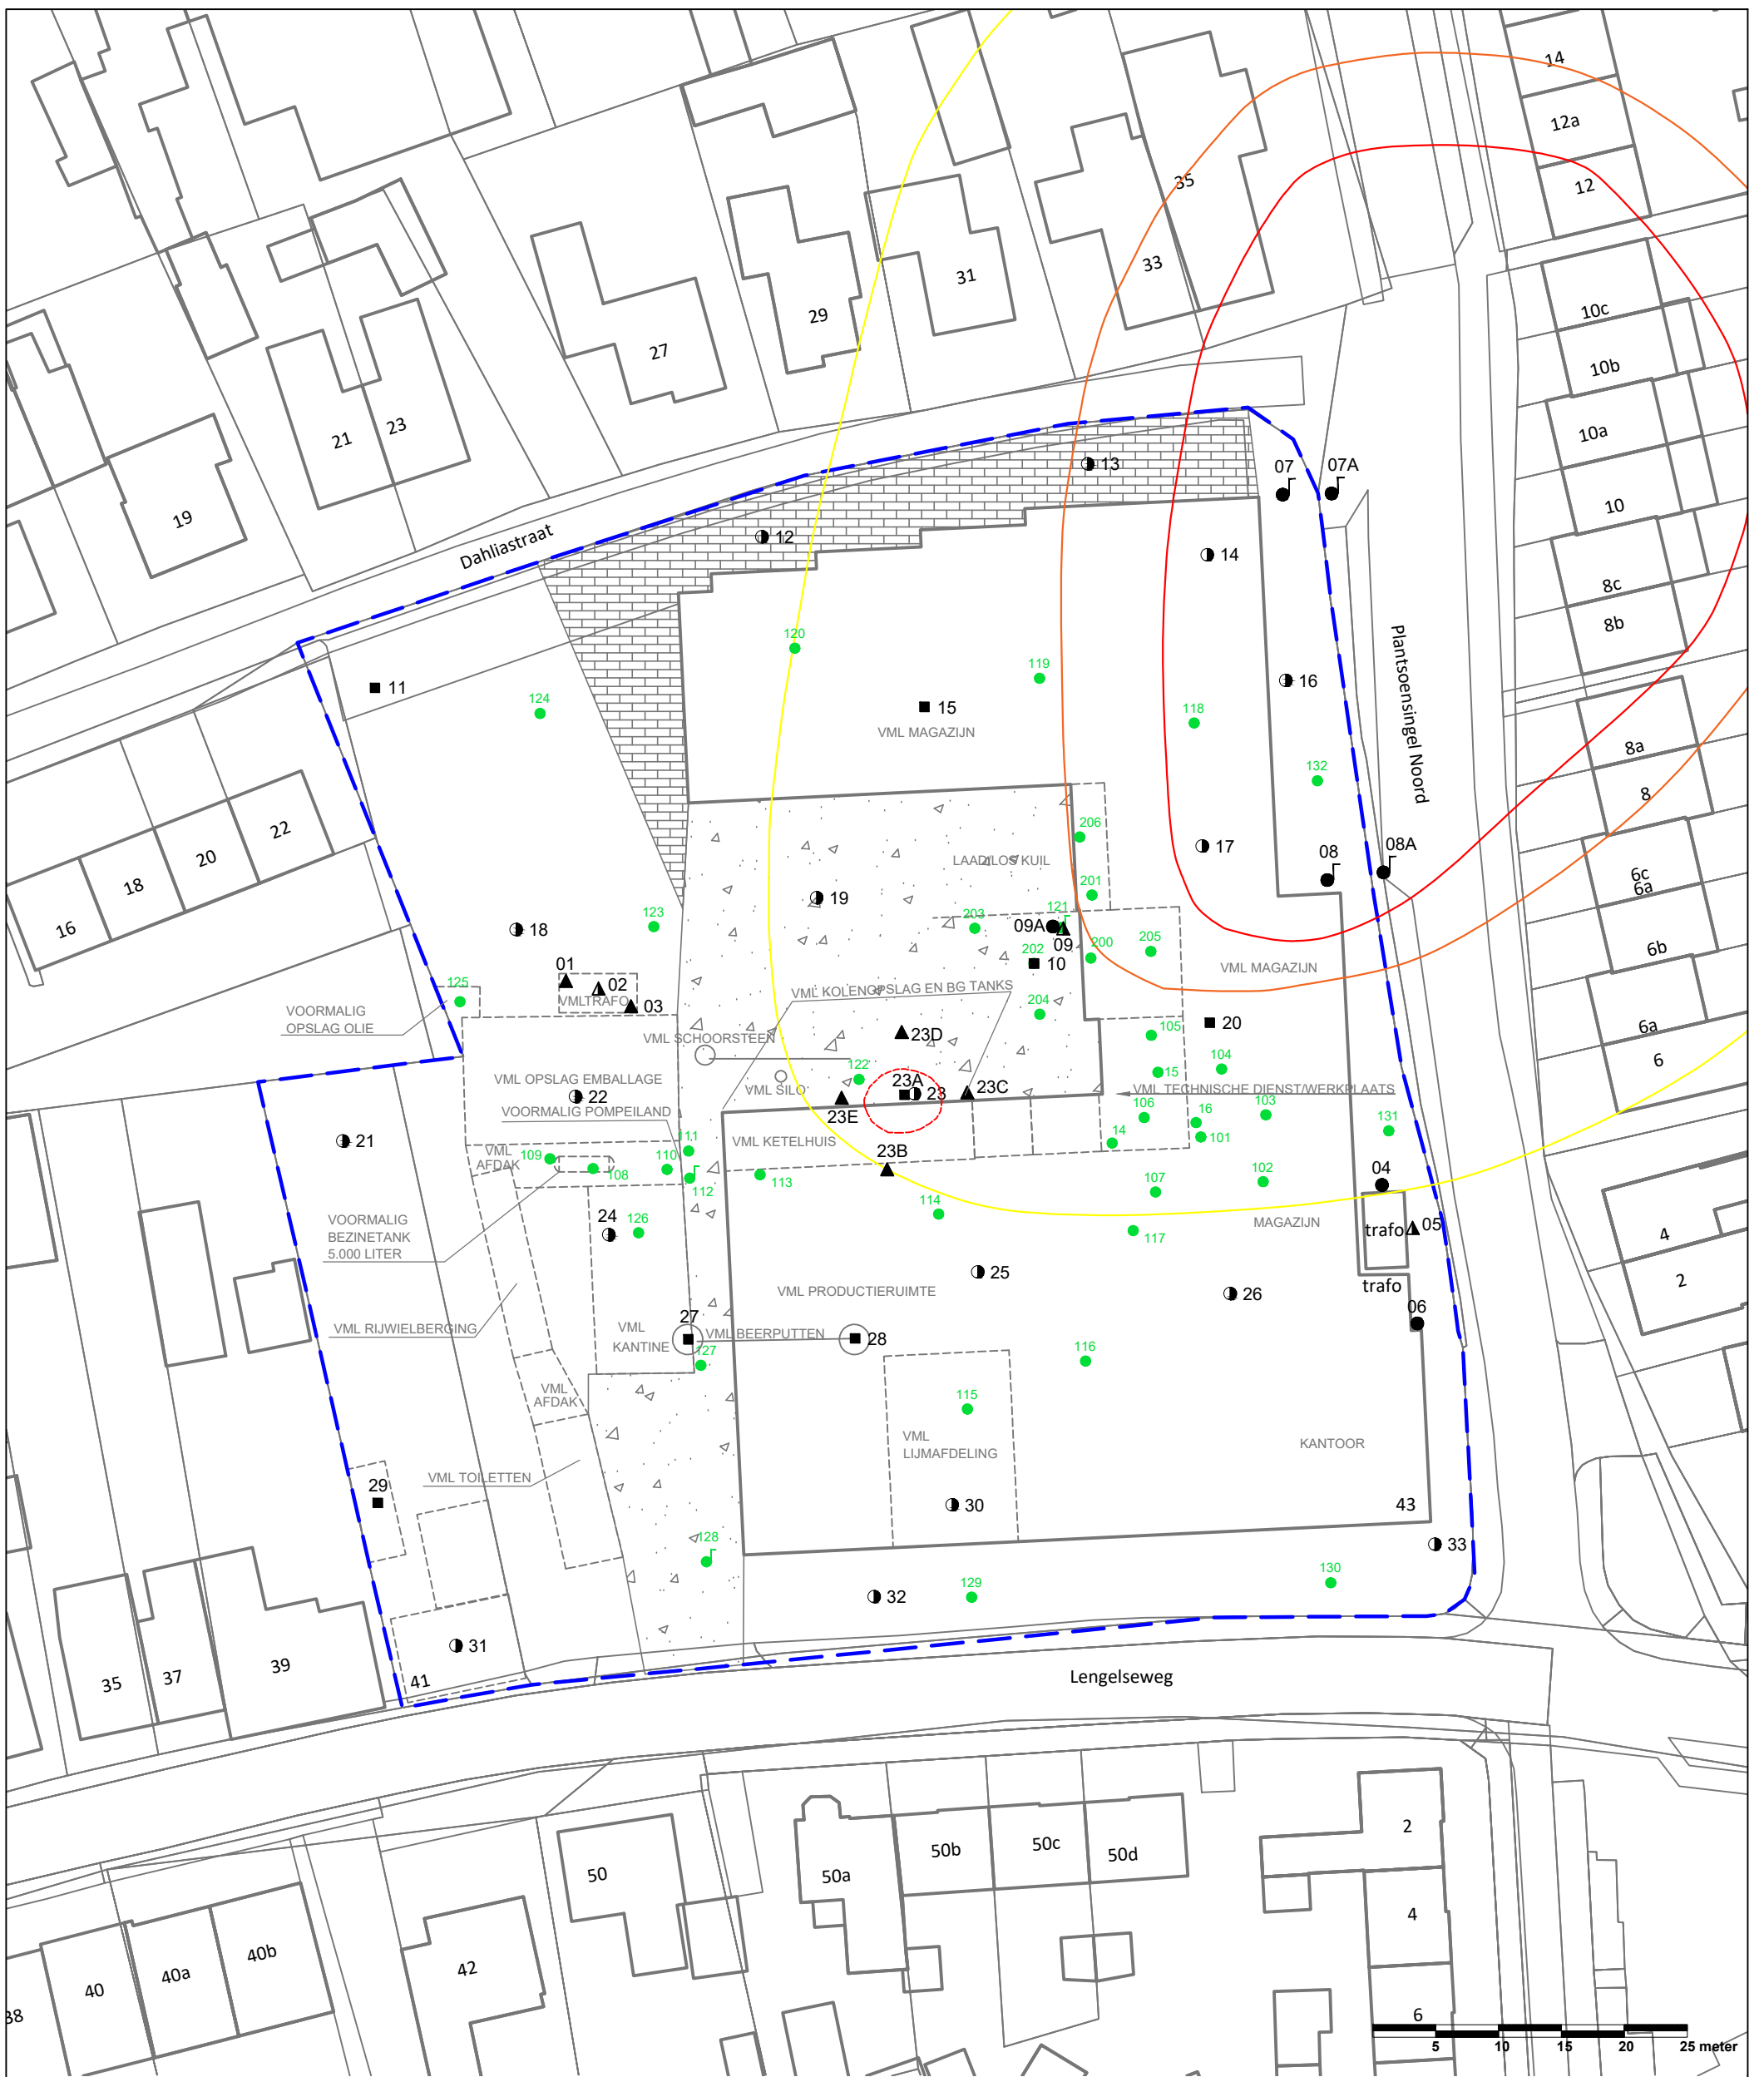 14
12a
12
35
33
31
29
27
10c
10b
23
21
10a
19
10
13
07
07A
12
14
Dahliastraat
8c
8b
120
119
11
124
15
VML MAGAZIJN
118
16
Plantsoensingel Noord
8a
132
8
22
20
18
16
206
17
LAAD/LOS KUIL
08
08A
6c
6a
201
19
18
123
203
121
09A
09
6b
202
10
200
205
VML MAGAZIJN
01
02
VMLTRAFO
03
125
VOORMALIG
OPSLAG OLIE
VML KOLENOPSLAG EN BG TANKS
204
6a
6
23D
VML SCHOORSTEEN
20
105
104
15
122
VML SILO
VML OPSLAG EMBALLAGE
22
VOORMALIG POMPEILAND
23A
23
23C
23E
VML TECHNISCHE DIENST/WERKPLAATS
106
16
103
131
101
14
21
VML KETELHUIS
VML
AFDAK
111
109
108
110
112
113
23B
107
102
04
114
VOORMALIG
BEZINETANK
5.000 LITER
24
126
117
MAGAZIJN
trafo
05
4
2
25
VML PRODUCTIERUIMTE
26
trafo
06
VML RIJWIELBERGING
VML
KANTINE
27
VML BEERPUTTEN
28
127
116
VML
AFDAK
115
VML
LIJMAFDELING
KANTOOR
VML TOILETTEN
29
30
43
33
128
32
129
130
31
35
37
39
41
Lengelseweg
50
50a
50b
50c
50d
2
4
6
38
40
40a
40b
42
5 10 15 20 25 meter